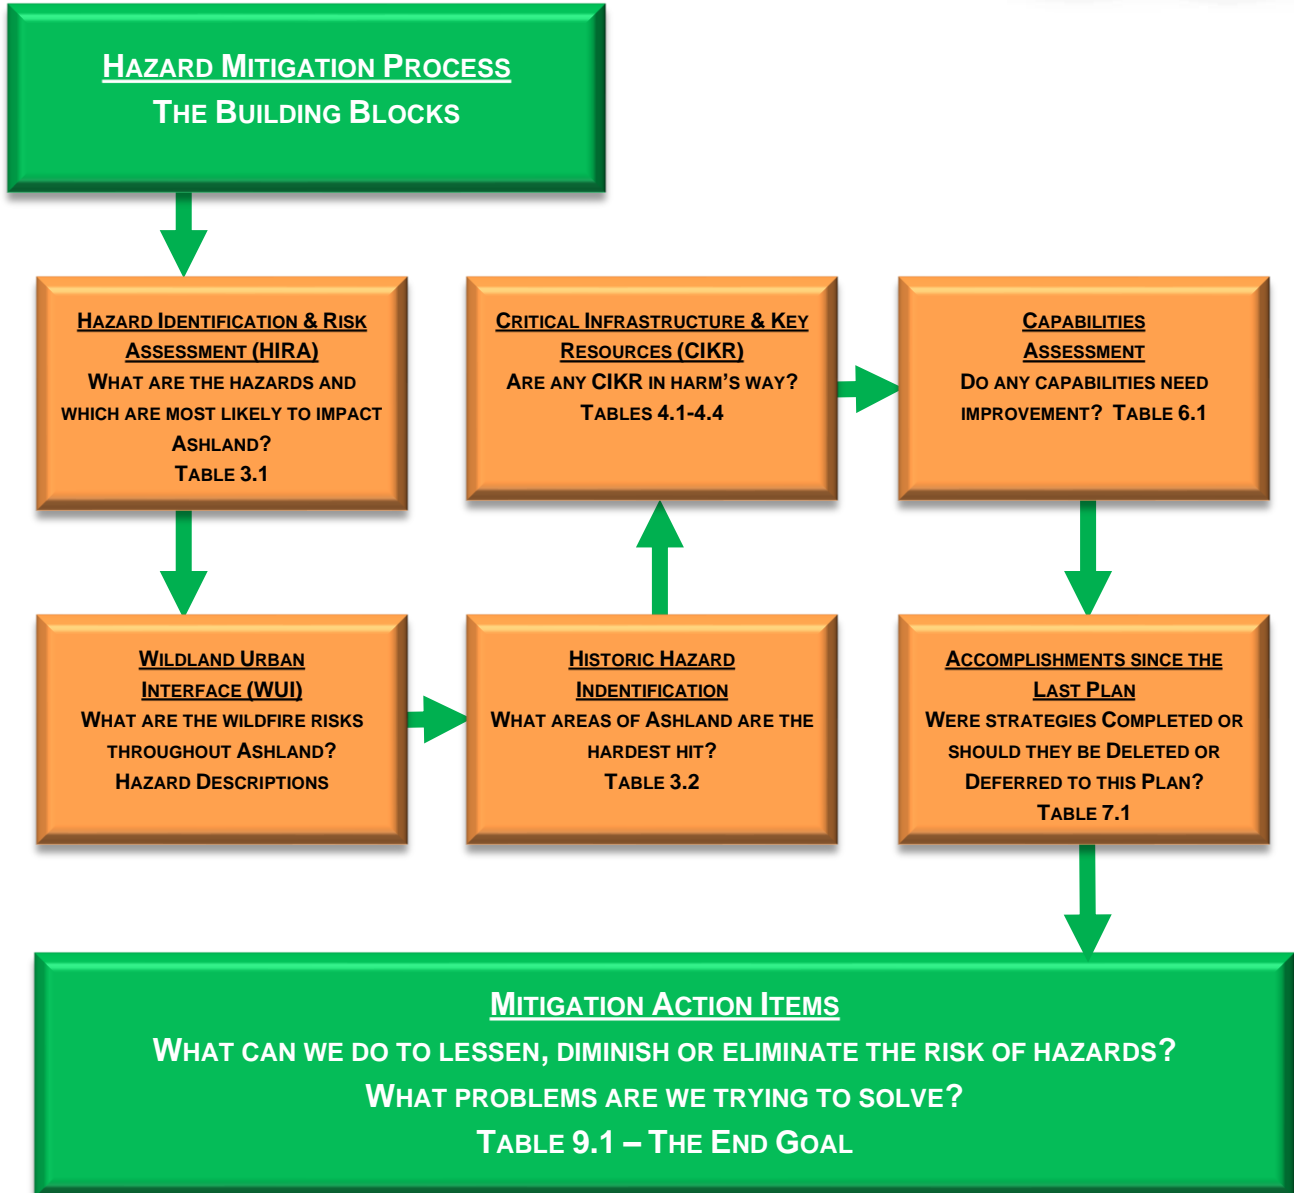 HAZARD MITIGATION PROCESS
THE BUILDING BLOCKS
HAZARD IDENTIFICATION & RISK
ASSESSMENT (HIRA)
WHAT ARE THE HAZARDS AND
WHICH ARE MOST LIKELY TO IMPACT
ASHLAND?
TABLE 3.1
WILDLAND URBAN
INTERFACE (WUI)
WHAT ARE THE WILDFIRE RISKS
THROUGHOUT ASHLAND?
HAZARD DESCRIPTIONS
HISTORIC HAZARD
INDENTIFICATION
WHAT AREAS OF ASHLAND ARE THE
HARDEST HIT?
TABLE 3.2
CRITICAL INFRASTRUCTURE & KEY
RESOURCES (CIKR)
ARE ANY CIKR IN HARM'S WAY?
TABLES 4.1-4.4
CAPABILITIES
ASSESSMENT
DO ANY CAPABILITIES NEED
IMPROVEMENT? TABLE 6.1
ACCOMPLISHMENTS SINCE THE
LAST PLAN
WERE STRATEGIES COMPLETED OR
SHOULD THEY BE DELETED OR
DEFERRED TO THIS PLAN?
TABLE 7.1
MITIGATION ACTION ITEMS
WHAT CAN WE DO TO LESSEN, DIMINISH OR ELIMINATE THE RISK OF HAZARDS?
WHAT PROBLEMS ARE WE TRYING TO SOLVE?
TABLE 9.1 – THE END GOAL